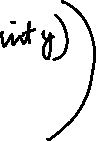 int y))